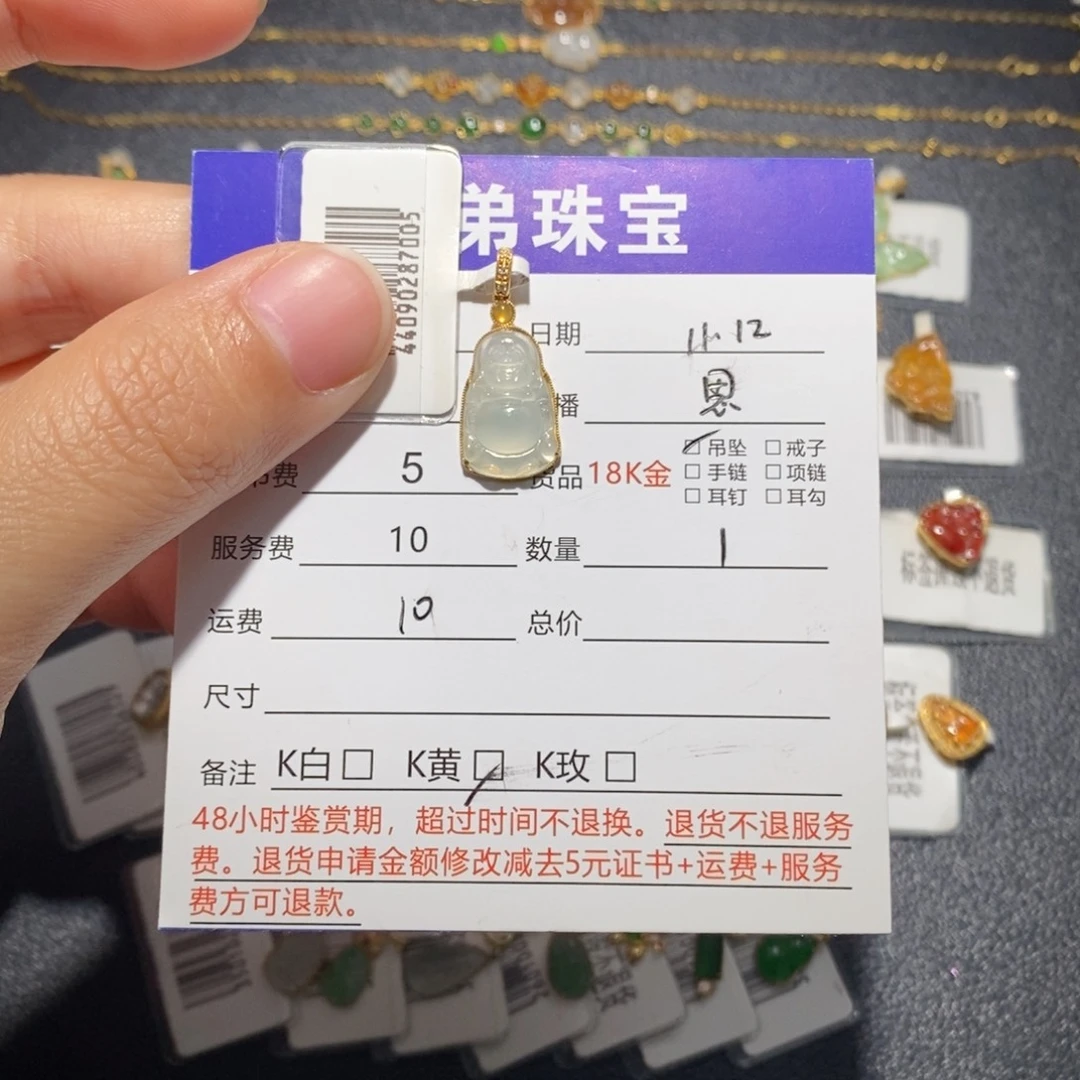 弟珠宝
44090287005
日期
播
书费 5 货品 18K金 吊坠 戒子
手链 项链
耳钉 耳勾
服务费 10 数量 1
运费 10 总价
尺寸
备注 K白 K黄 K玫
48小时鉴赏期，超过时间不退换。退货不退服务
费。退货申请金额修改减去5元证书+运费+服务
费方可退款。